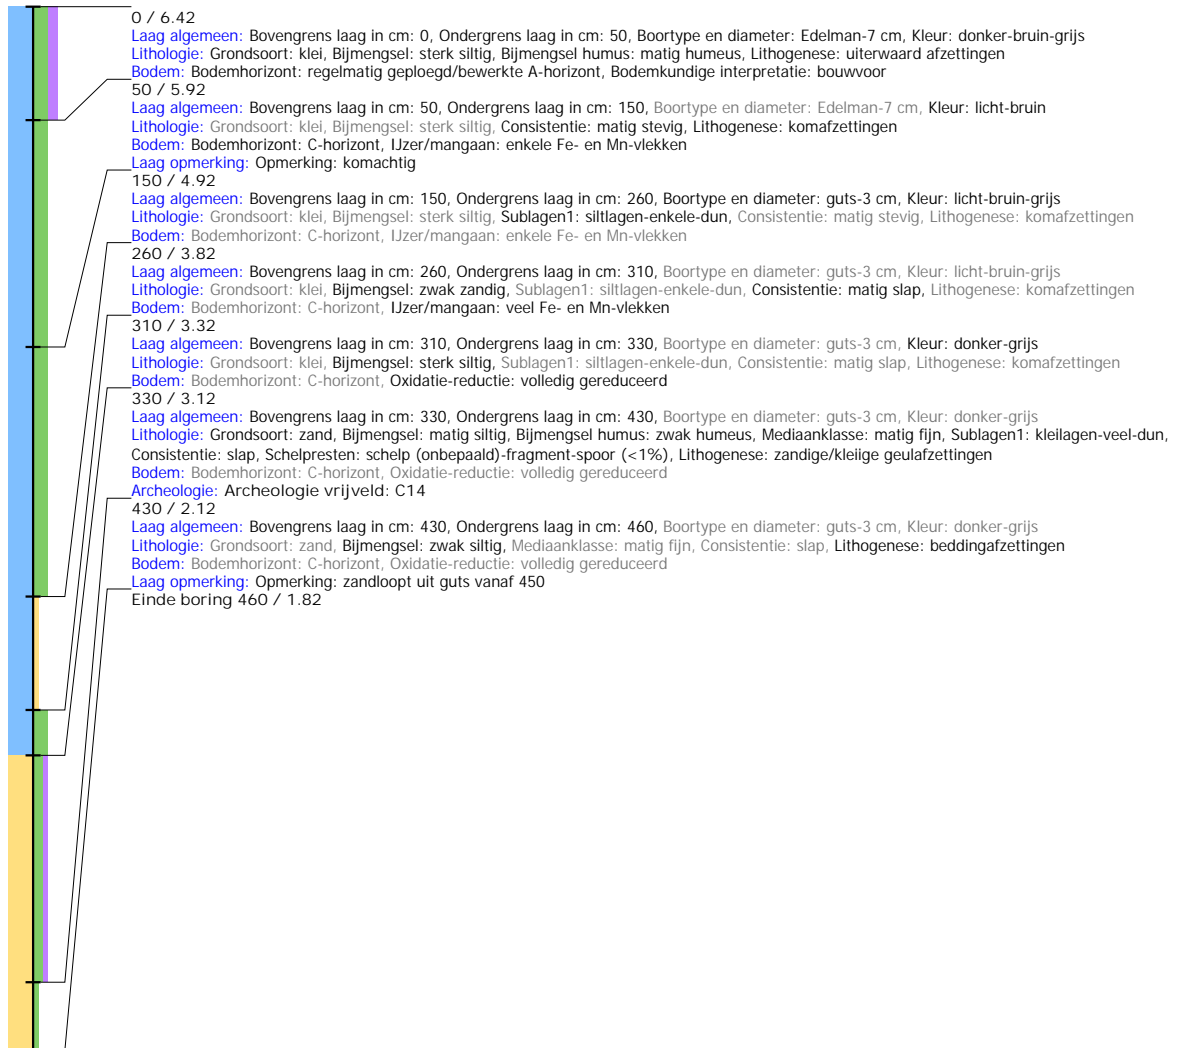 0 / 6.42
Laag algemeen: Bovengrens laag in cm: 0, Ondergrens laag in cm: 50, Boortype en diameter: Edelman-7 cm, Kleur: donker-bruin-grijs
Lithologie: Grondsoort: klei, Bijmengsel: sterk siltig, Bijmengsel humus: matig humeus, Lithogenese: uiterwaard afzettingen
Bodem: Bodemhorizont: regelmatig geploegd/bewerkte A-horizont, Bodemkundige interpretatie: bouwvoor
50 / 5.92
Laag algemeen: Bovengrens laag in cm: 50, Ondergrens laag in cm: 150, Boortype en diameter: Edelman-7 cm, Kleur: licht-bruin
Lithologie: Grondsoort: klei, Bijmengsel: sterk siltig, Consistentie: matig stevig, Lithogenese: komafzettingen
Bodem: Bodemhorizont: C-horizont, IJzer/mangaan: enkele Fe- en Mn-vlekken
Laag opmerking: Opmerking: komachtig
150 / 4.92
Laag algemeen: Bovengrens laag in cm: 150, Ondergrens laag in cm: 260, Boortype en diameter: guts-3 cm, Kleur: licht-bruin-grijs
Lithologie: Grondsoort: klei, Bijmengsel: sterk siltig, Sublagen1: siltlagen-enkele-dun, Consistentie: matig stevig, Lithogenese: komafzettingen
Bodem: Bodemhorizont: C-horizont, IJzer/mangaan: enkele Fe- en Mn-vlekken
260 / 3.82
Laag algemeen: Bovengrens laag in cm: 260, Ondergrens laag in cm: 310, Boortype en diameter: guts-3 cm, Kleur: licht-bruin-grijs
Lithologie: Grondsoort: klei, Bijmengsel: zwak zandig, Sublagen1: siltlagen-enkele-dun, Consistentie: matig slap, Lithogenese: komafzettingen
Bodem: Bodemhorizont: C-horizont, IJzer/mangaan: veel Fe- en Mn-vlekken
310 / 3.32
Laag algemeen: Bovengrens laag in cm: 310, Ondergrens laag in cm: 330, Boortype en diameter: guts-3 cm, Kleur: donker-grijs
Lithologie: Grondsoort: klei, Bijmengsel: sterk siltig, Sublagen1: siltlagen-enkele-dun, Consistentie: matig slap, Lithogenese: komafzettingen
Bodem: Bodemhorizont: C-horizont, Oxidatie-reductie: volledig gereduceerd
330 / 3.12
Laag algemeen: Bovengrens laag in cm: 330, Ondergrens laag in cm: 430, Boortype en diameter: guts-3 cm, Kleur: donker-grijs
Lithologie: Grondsoort: zand, Bijmengsel: matig siltig, Bijmengsel humus: zwak humeus, Mediaanklasse: matig fijn, Sublagen1: kleilagen-veel-dun,
Consistentie: slap, Schelpresten: schelp (onbepaald)-fragment-spoor (<1%), Lithogenese: zandige/kleiige geulafzettingen
Bodem: Bodemhorizont: C-horizont, Oxidatie-reductie: volledig gereduceerd
Archeologie: Archeologie vrijveld: C14
430 / 2.12
Laag algemeen: Bovengrens laag in cm: 430, Ondergrens laag in cm: 460, Boortype en diameter: guts-3 cm, Kleur: donker-grijs
Lithologie: Grondsoort: zand, Bijmengsel: zwak siltig, Mediaanklasse: matig fijn, Consistentie: slap, Lithogenese: beddingafzettingen
Bodem: Bodemhorizont: C-horizont, Oxidatie-reductie: volledig gereduceerd
Laag opmerking: Opmerking: zandloopt uit guts vanaf 450
Einde boring 460 / 1.82